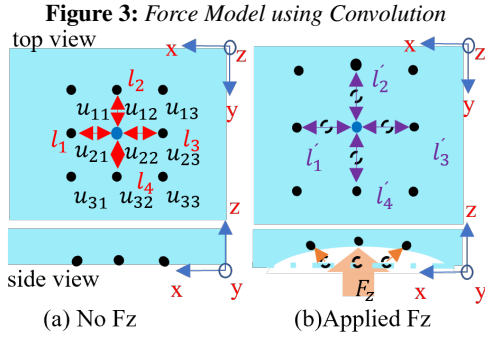 Figure 3: Force Model using Convolution
top view
x
z
y
l₂
u₁₁ u₁₂ u₁₃
l₁
l₃
u₂₁ u₂₂ u₂₃
l₄
u₃₁ u₃₂ u₃₃
z
side view
x
y
(a) No Fz
x
z
y
l₂′
l₁′
l₃′
l₄′
z
F_z
x
y
(b)Applied Fz